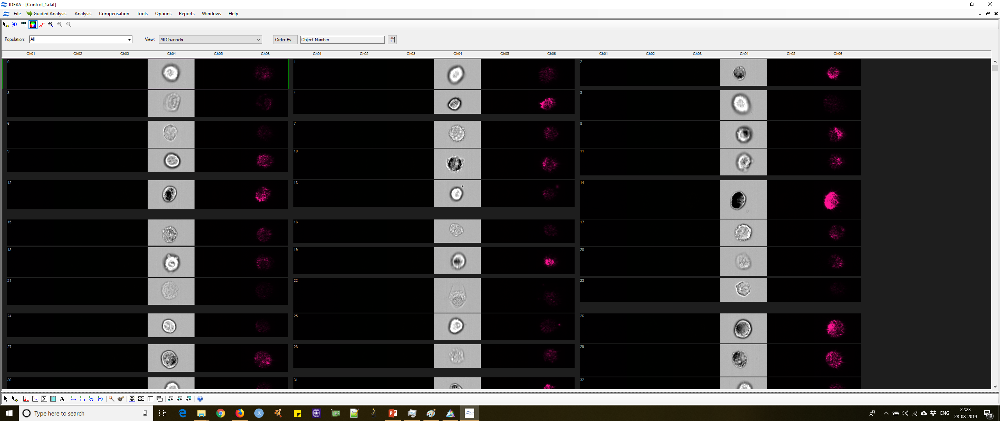 IDEAS - [Control_1.daf]
File Guided Analysis Analysis Compensation Tools Options Reports Windows Help
Population: All View: All Channels Order By... Object Number 10 1
Ch01 Ch02 Ch03 Ch04 Ch05 Ch06 Ch01 Ch02 Ch03 Ch04 Ch05 Ch06 Ch01 Ch02 Ch03 Ch04 Ch05 Ch06
0 1 2
3 4 5
6 7 8
9 10 11
12 13 14
15 16 17
18 19 20
21 22 23
24 25 26
27 28 29
30 31 32
A
Type here to search
ENG
22:23
28-08-2019
10